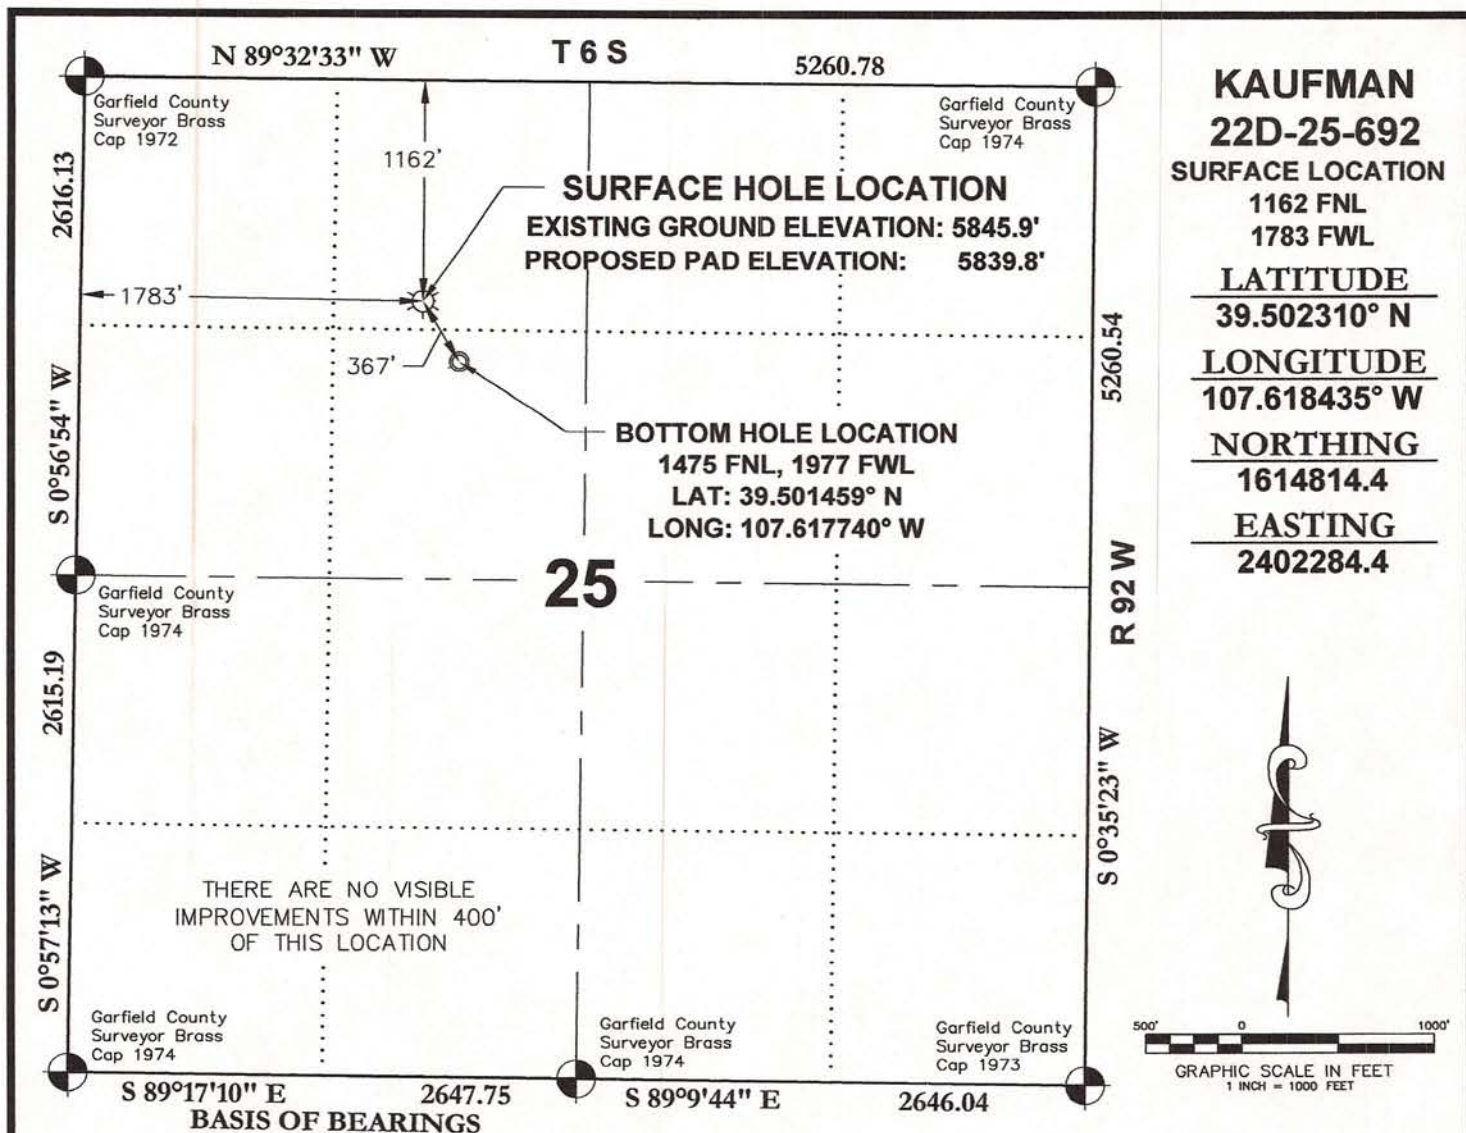 N 89°32'33" W
T 6 S
5260.78
Garfield County
Surveyor Brass
Cap 1972
Garfield County
Surveyor Brass
Cap 1974
2616.13
1162'
SURFACE HOLE LOCATION
EXISTING GROUND ELEVATION: 5845.9'
PROPOSED PAD ELEVATION: 5839.8'
1783'
367'
5260.54
S 0°56'54" W
BOTTOM HOLE LOCATION
1475 FNL, 1977 FWL
LAT: 39.501459° N
LONG: 107.617740° W
25
R 92 W
Garfield County
Surveyor Brass
Cap 1974
2615.19
S 0°35'23" W
S 0°57'13" W
THERE ARE NO VISIBLE
IMPROVEMENTS WITHIN 400'
OF THIS LOCATION
Garfield County
Surveyor Brass
Cap 1974
Garfield County
Surveyor Brass
Cap 1974
Garfield County
Surveyor Brass
Cap 1973
S 89°17'10" E
2647.75
S 89°9'44" E
2646.04
BASIS OF BEARINGS
KAUFMAN
22D-25-692
SURFACE LOCATION
1162 FNL
1783 FWL
LATITUDE
39.502310° N
LONGITUDE
107.618435° W
NORTHING
1614814.4
EASTING
2402284.4
500' 0 1000'
GRAPHIC SCALE IN FEET
1 INCH = 1000 FEET